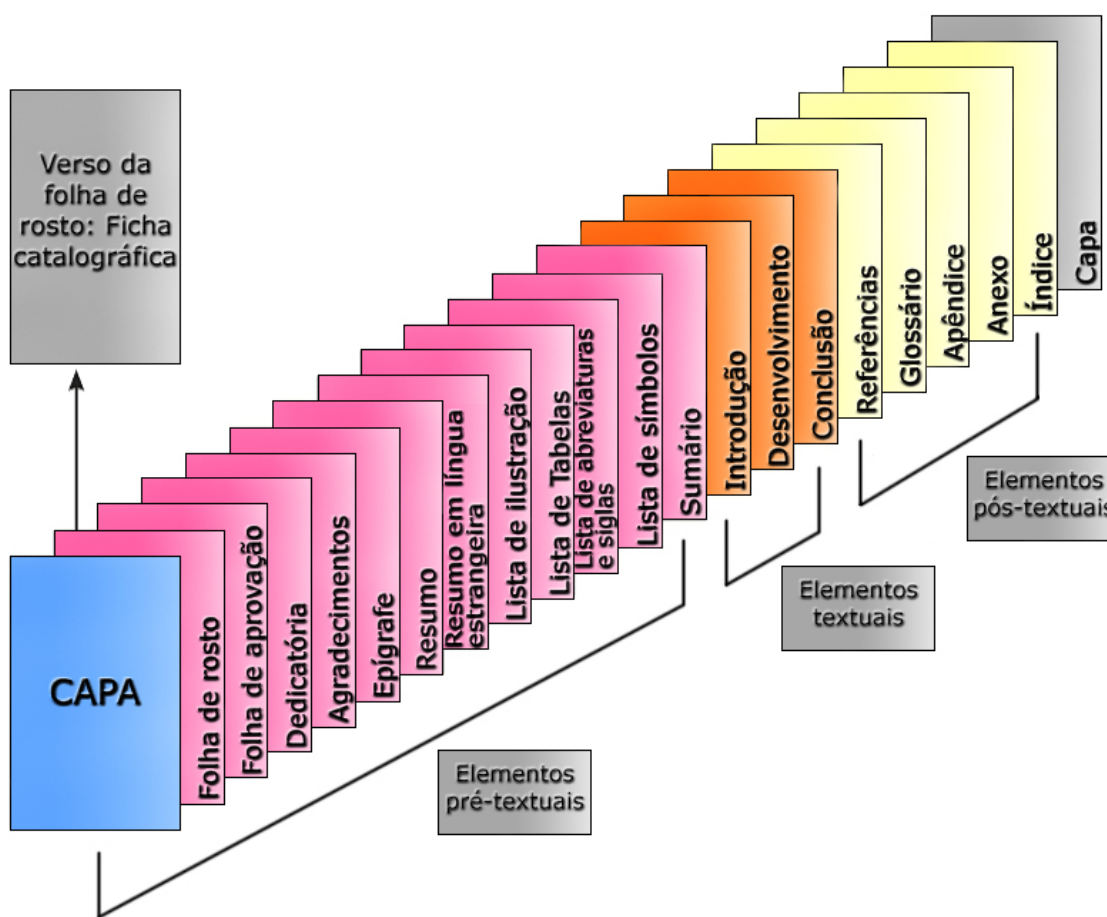 Verso da
folha de
rosto: Ficha
catalográfica
CAPA
Folha de rosto
Folha de aprovação
Dedicatória
Agradecimentos
Epígrafe
Resumo
Resumo em língua
estrangeira
Lista de ilustração
Lista de Tabelas
Lista de abreviaturas
e siglas
Lista de símbolos
Sumário
Introdução
Desenvolvimento
Conclusão
Referências
Glossário
Apêndice
Anexo
Índice
Capa
Elementos
pré-textuais
Elementos
textuais
Elementos
pós-textuais